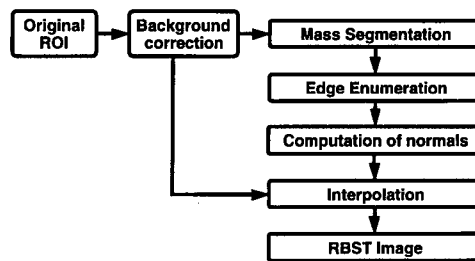 Original
ROI
Background
correction
Mass Segmentation
Edge Enumeration
Computation of normals
Interpolation
RBST Image